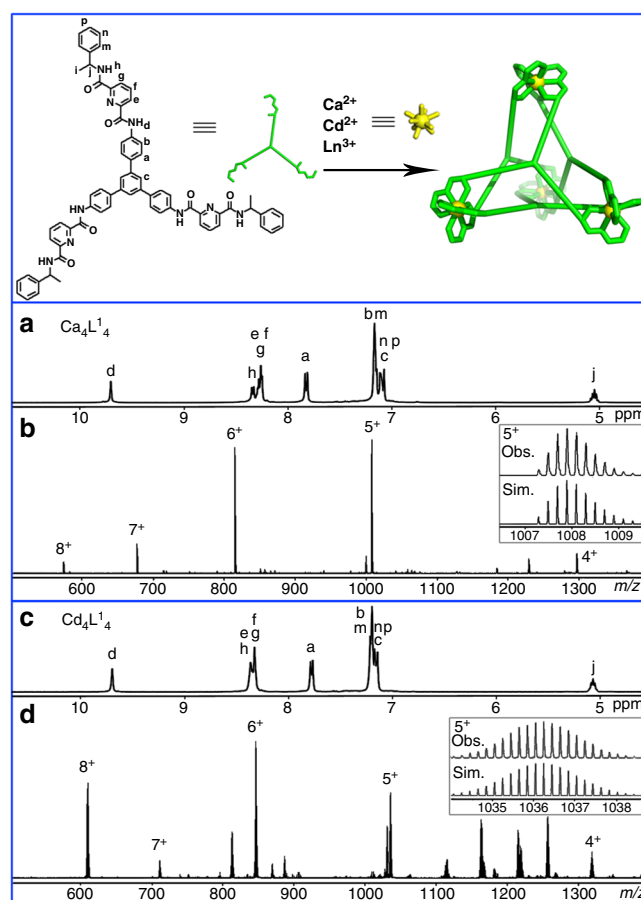 p
n
m
i
j
NH h
g
O
f
N
e
O
NH d
b
a
c
Ca2+
Cd2+
Ln3+
NH
O
N
O
NH
O
N
O
HN
O
N
O
HN
a Ca4L14
d
h
e f
g
a
b m
n p
c
j
10 9 8 7 6 5 ppm
b
8+
7+
6+
5+
4+
5+
Obs.
Sim.
1007 1008 1009
600 700 800 900 1000 1100 1200 1300 m/z
c Cd4L14
d
e
h
f
g
a
b
m
np
c
j
10 9 8 7 6 5 ppm
d
8+
7+
6+
5+
4+
5+
Obs.
Sim.
1035 1036 1037 1038
600 700 800 900 1000 1100 1200 1300 m/z